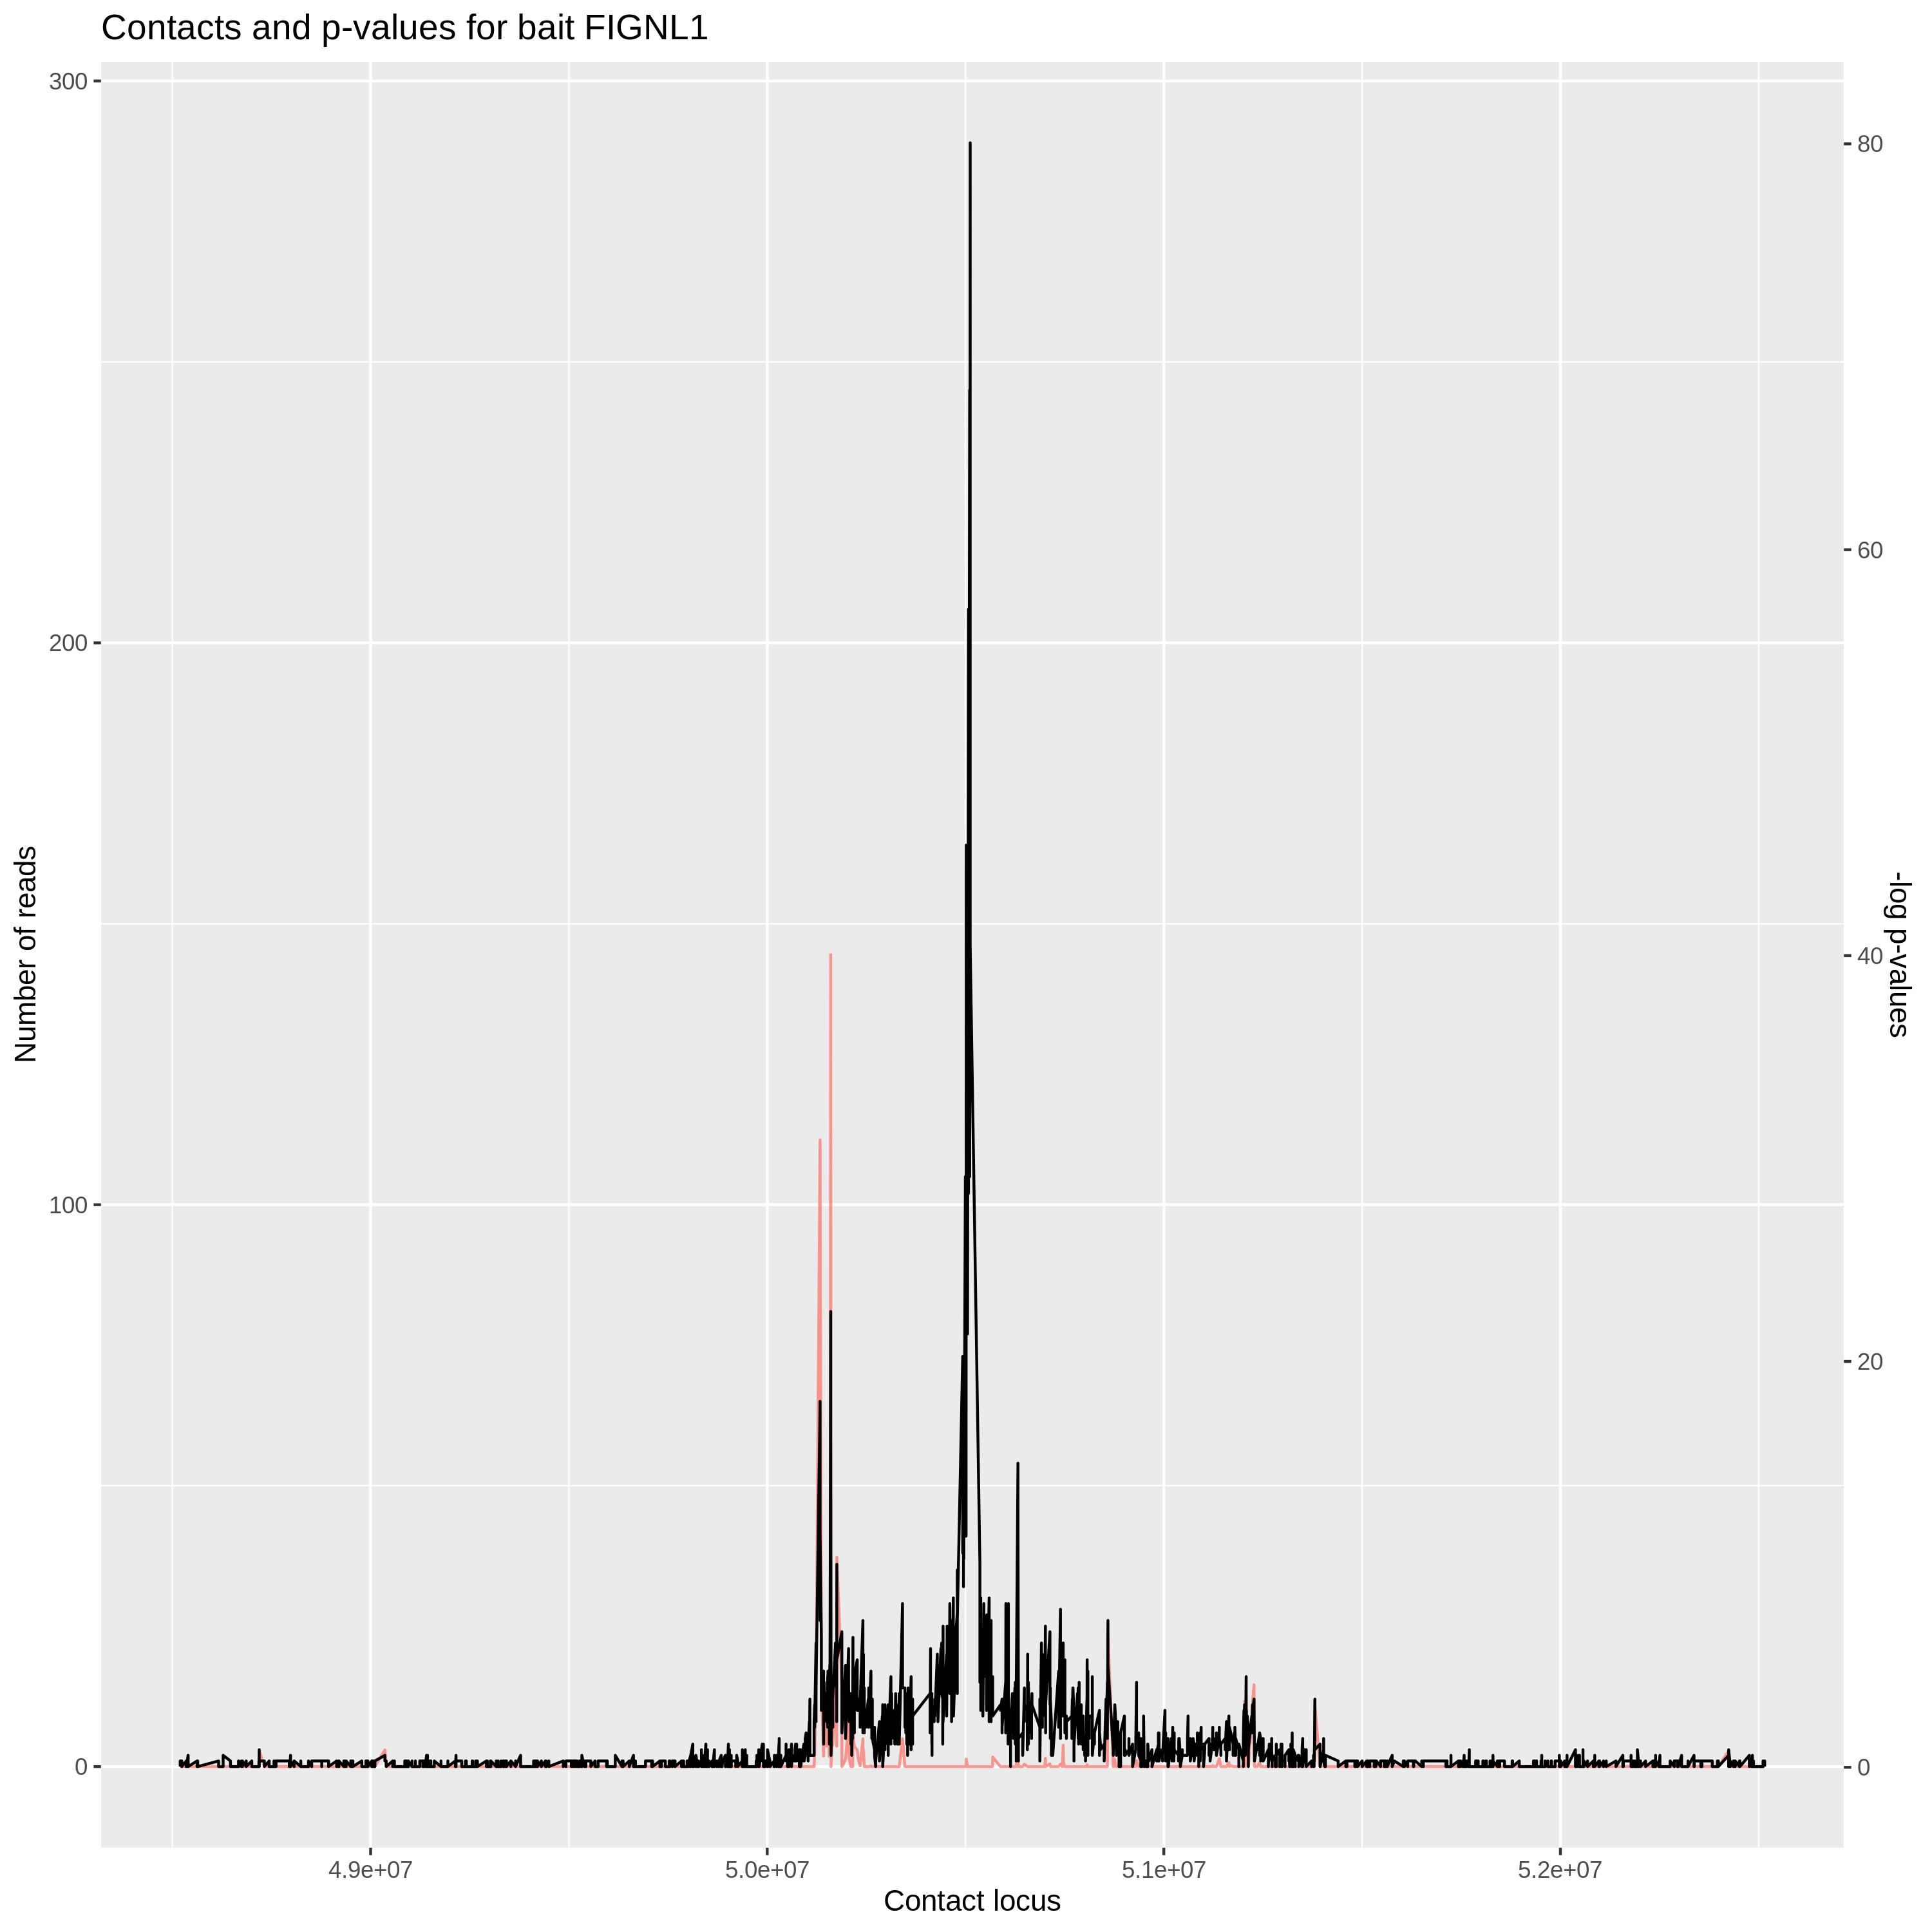 Contacts and p-values for bait FIGNL1
300
200
100
0
Number of reads
80
60
40
20
0
-log p-values
4.9e+07
5.0e+07
5.1e+07
5.2e+07
Contact locus